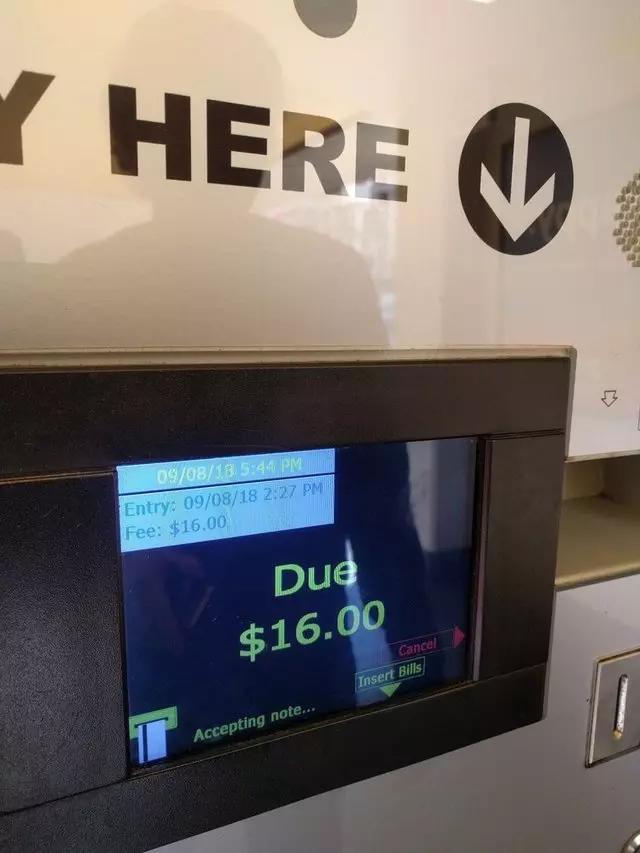 Y HERE
09/08/18 5:44 PM
Entry: 09/08/18 2:27 PM
Fee: $16.00
Due
$16.00
Cancel
Insert Bills
Accepting note...